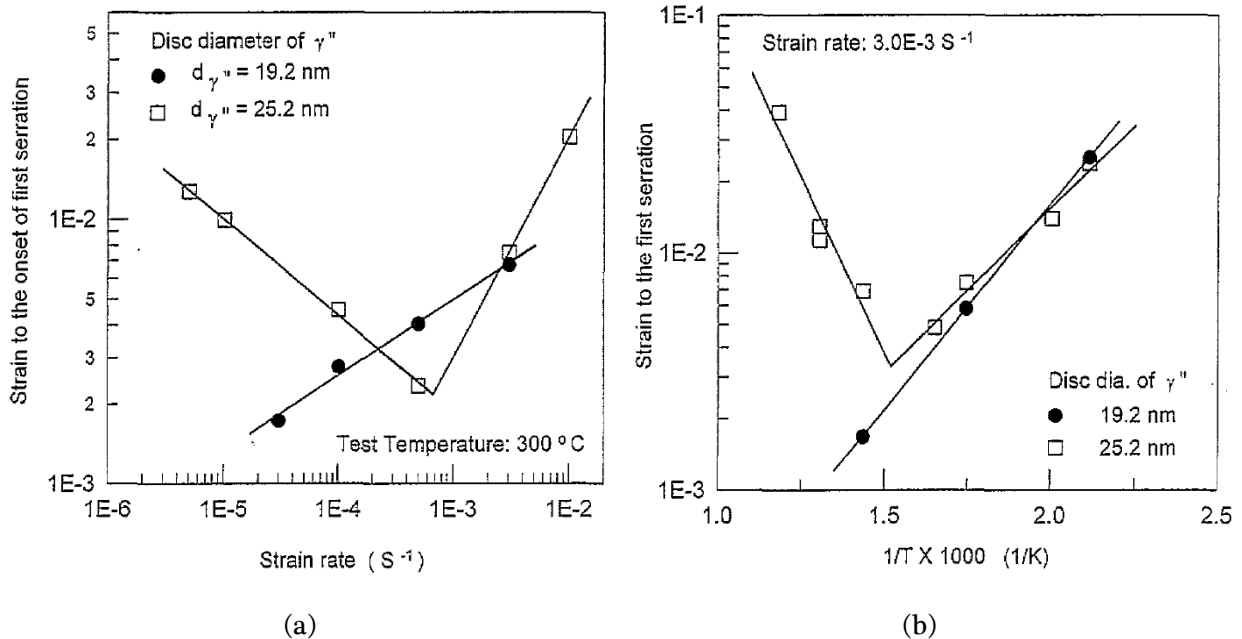 Strain to the onset of first serration
5
3
2
1E-2
5
3
2
1E-3
Disc diameter of γ"
d γ" = 19.2 nm
d γ" = 25.2 nm
Test Temperature: 300 ºC
1E-6 1E-5 1E-4 1E-3 1E-2
Strain rate ( S -1)
(a)
Strain to the first serration
1E-1
1E-2
1E-3
Strain rate: 3.0E-3 S -1
Disc dia. of γ"
19.2 nm
25.2 nm
1.0 1.5 2.0 2.5
1/T X 1000 (1/K)
(b)